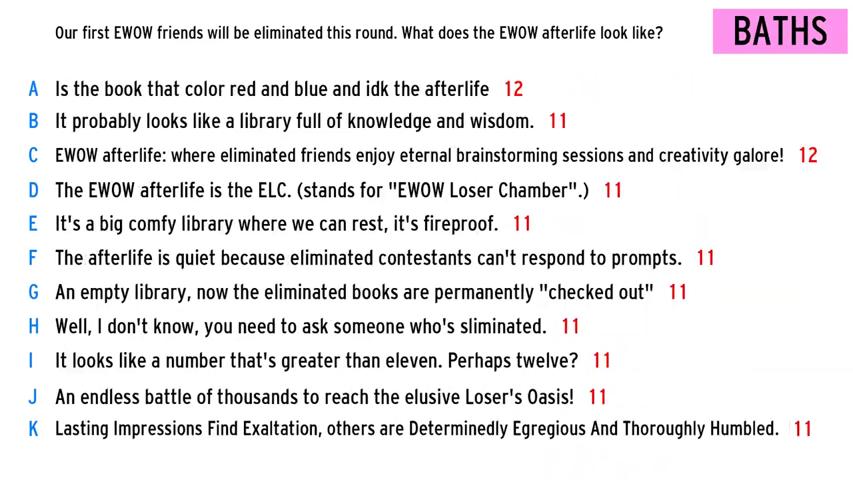 Our first EWOW friends will be eliminated this round. What does the EWOW afterlife look like?
BATHS
A Is the book that color red and blue and idk the afterlife 12
B It probably looks like a library full of knowledge and wisdom. 11
C EWOW afterlife: where eliminated friends enjoy eternal brainstorming sessions and creativity galore! 12
D The EWOW afterlife is the ELC. (stands for "EWOW Loser Chamber".) 11
E It's a big comfy library where we can rest, it's fireproof. 11
F The afterlife is quiet because eliminated contestants can't respond to prompts. 11
G An empty library, now the eliminated books are permanently "checked out" 11
H Well, I don't know, you need to ask someone who's sliminated. 11
I It looks like a number that's greater than eleven. Perhaps twelve? 11
J An endless battle of thousands to reach the elusive Loser's Oasis! 11
K Lasting Impressions Find Exaltation, others are Determinedly Egregious And Thoroughly Humbled. 11